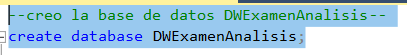 --creo la base de datos DWExamenAnalisis--
create database DWExamenAnalisis;